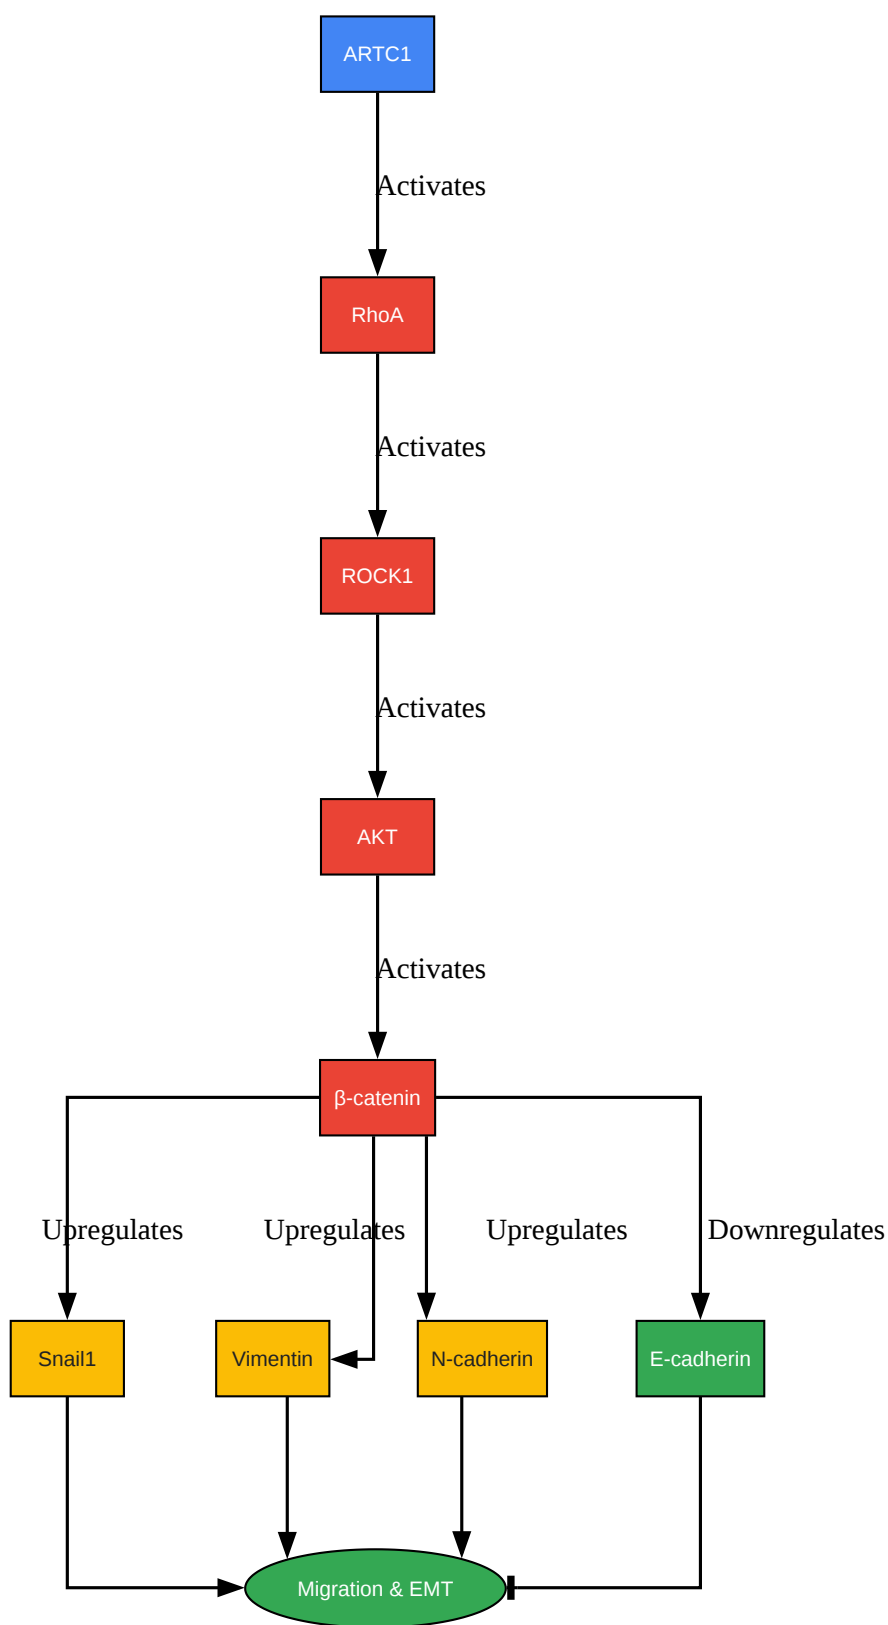 ARTC1
Activates
RhoA
Activates
ROCK1
Activates
AKT
Activates
β-catenin
Upregulates
Upregulates
Upregulates
Downregulates
Snail1
Vimentin
N-cadherin
E-cadherin
Migration & EMT